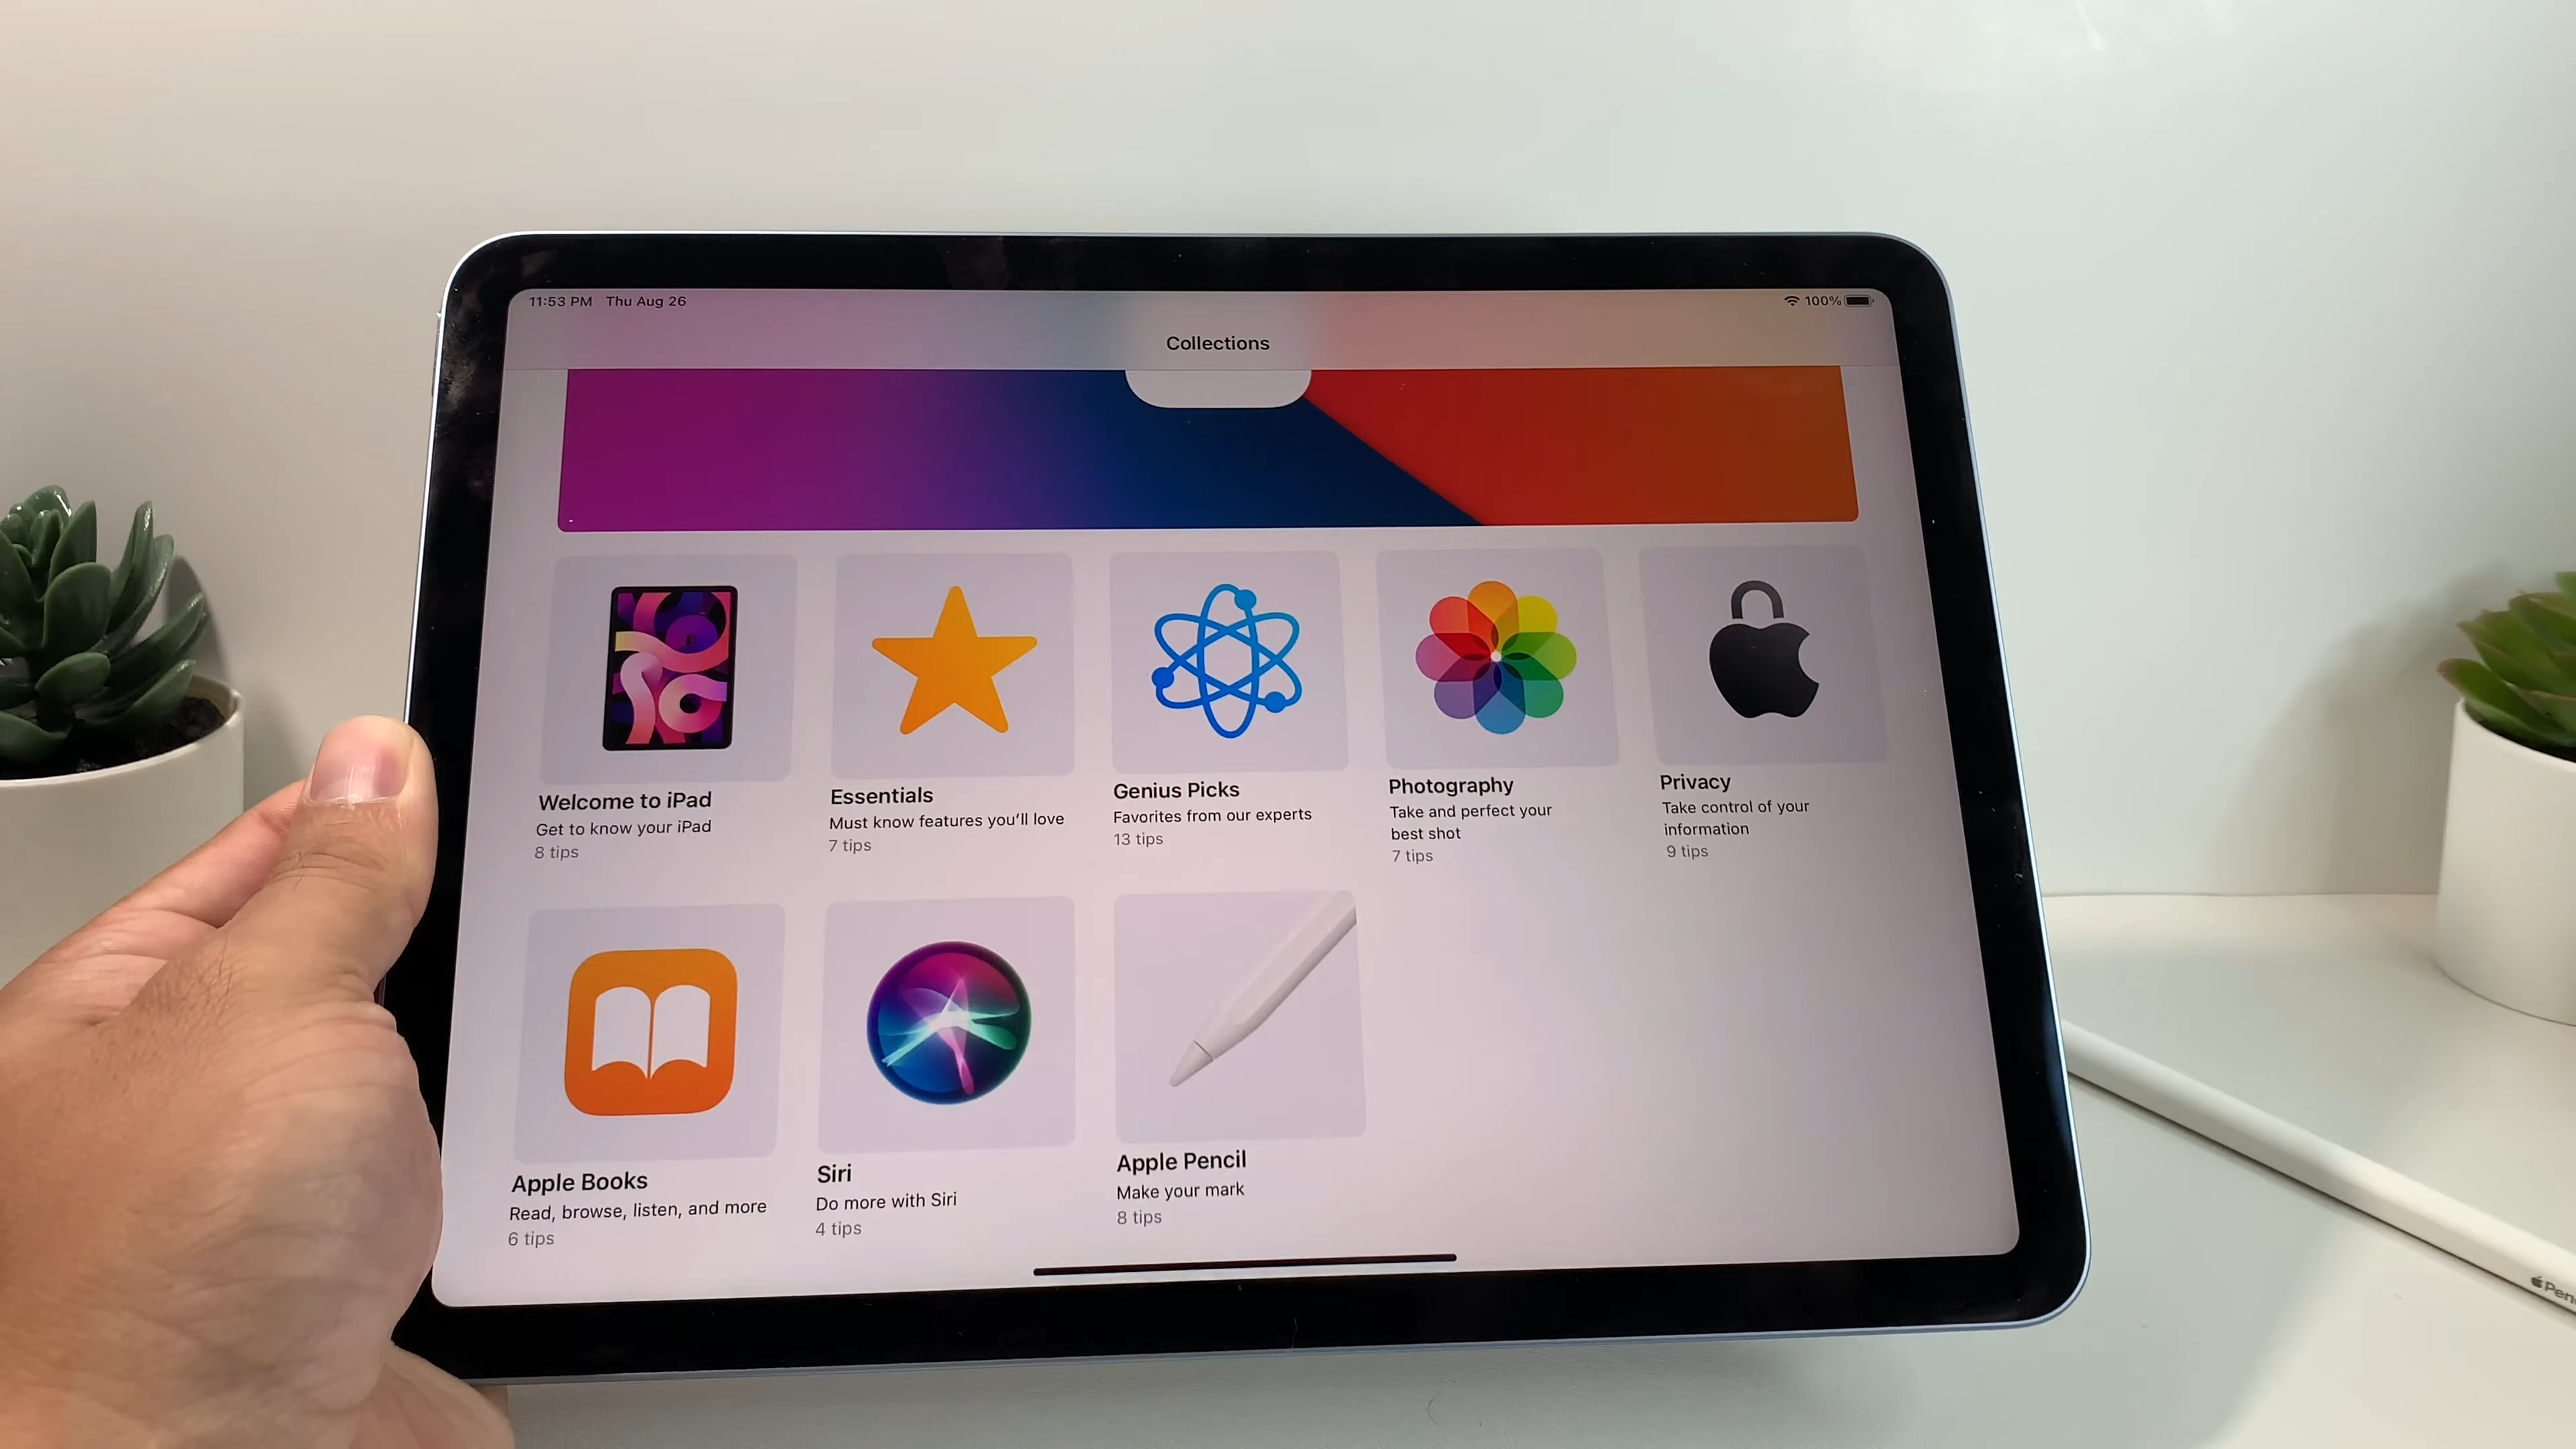 11:53 PM Thu Aug 26
100%
Collections
Welcome to iPad
Get to know your iPad
8 tips
Essentials
Must know features you'll love
7 tips
Genius Picks
Favorites from our experts
13 tips
Photography
Take and perfect your
best shot
7 tips
Privacy
Take control of your
information
9 tips
Apple Books
Read, browse, listen, and more
6 tips
Siri
Do more with Siri
4 tips
Apple Pencil
Make your mark
8 tips